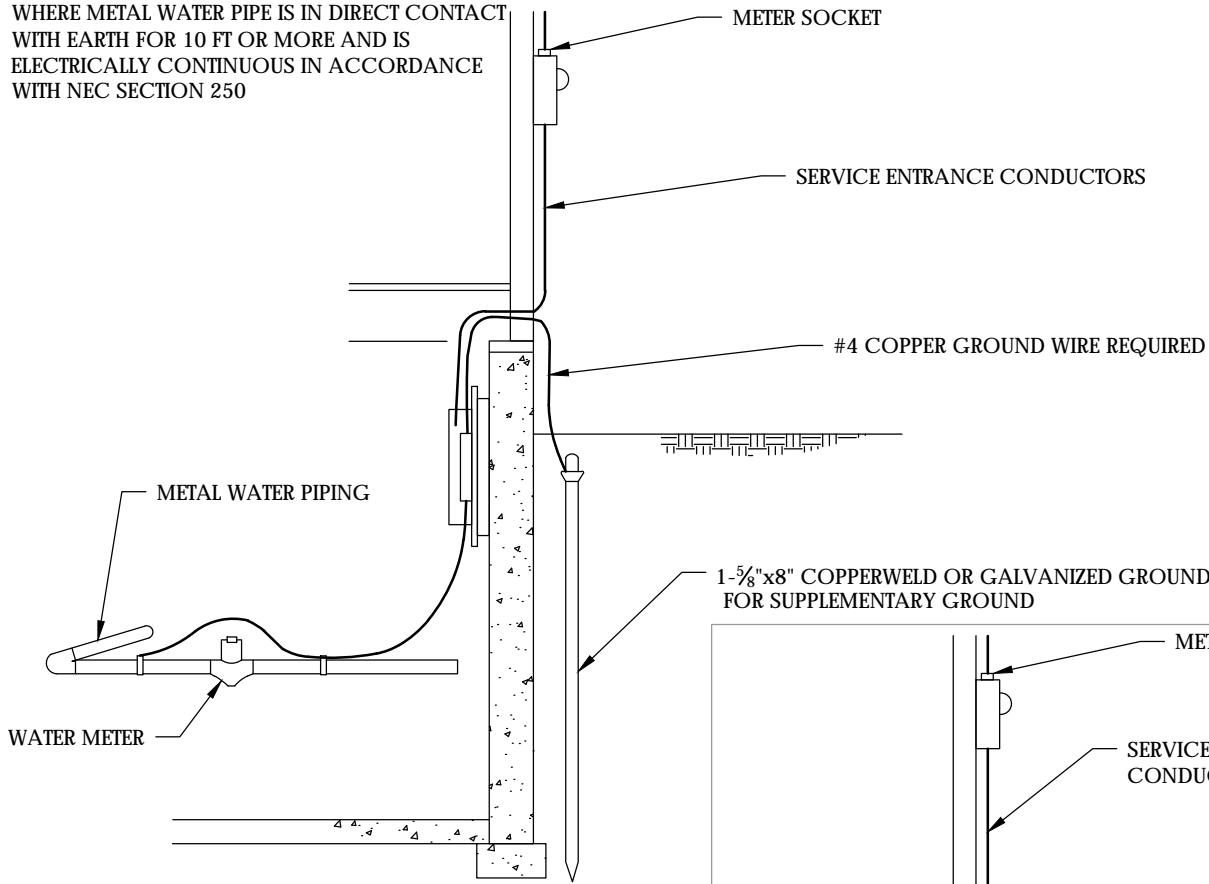 WHERE METAL WATER PIPE IS IN DIRECT CONTACT
WITH EARTH FOR 10 FT OR MORE AND IS
ELECTRICALLY CONTINUOUS IN ACCORDANCE
WITH NEC SECTION 250
METER SOCKET
SERVICE ENTRANCE CONDUCTORS
#4 COPPER GROUND WIRE REQUIRED
METAL WATER PIPING
1-⅝"x8" COPPERWELD OR GALVANIZED GROUND
FOR SUPPLEMENTARY GROUND
WATER METER
SERVICE